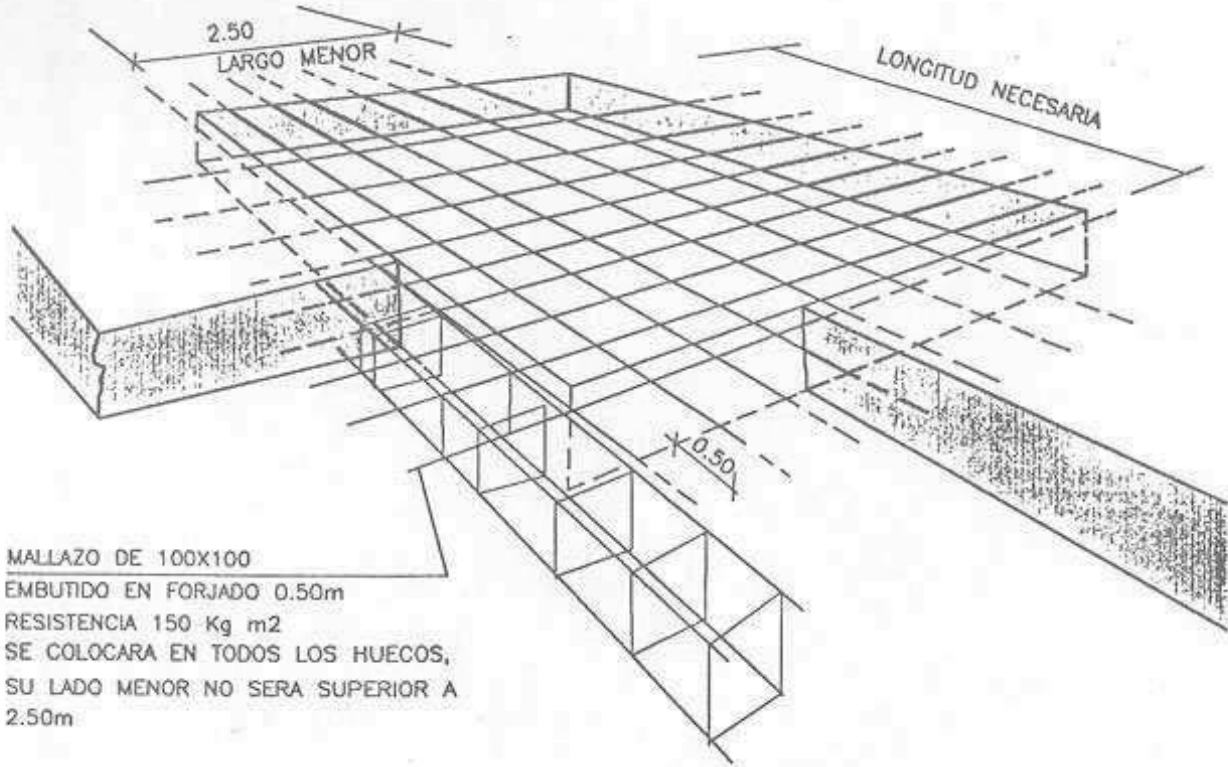 2.50
LARGO MENOR
LONGITUD NECESARIA
0.50
MALLAZO DE 100X100
EMBUTIDO EN FORJADO 0.50m
RESISTENCIA 150 Kg m2
SE COLOCARA EN TODOS LOS HUECOS,
SU LADO MENOR NO SERA SUPERIOR A
2.50m